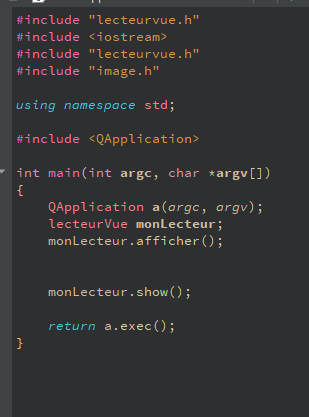 #include "lecteurvue.h"
#include <iostream>
#include "lecteurvue.h"
#include "image.h"
using namespace std;
#include <QApplication>
int main(int argc, char *argv[])
{
QApplication a(argc, argv);
lecteurVue monLecteur;
monLecteur.afficher();
monLecteur.show();
return a.exec();
}